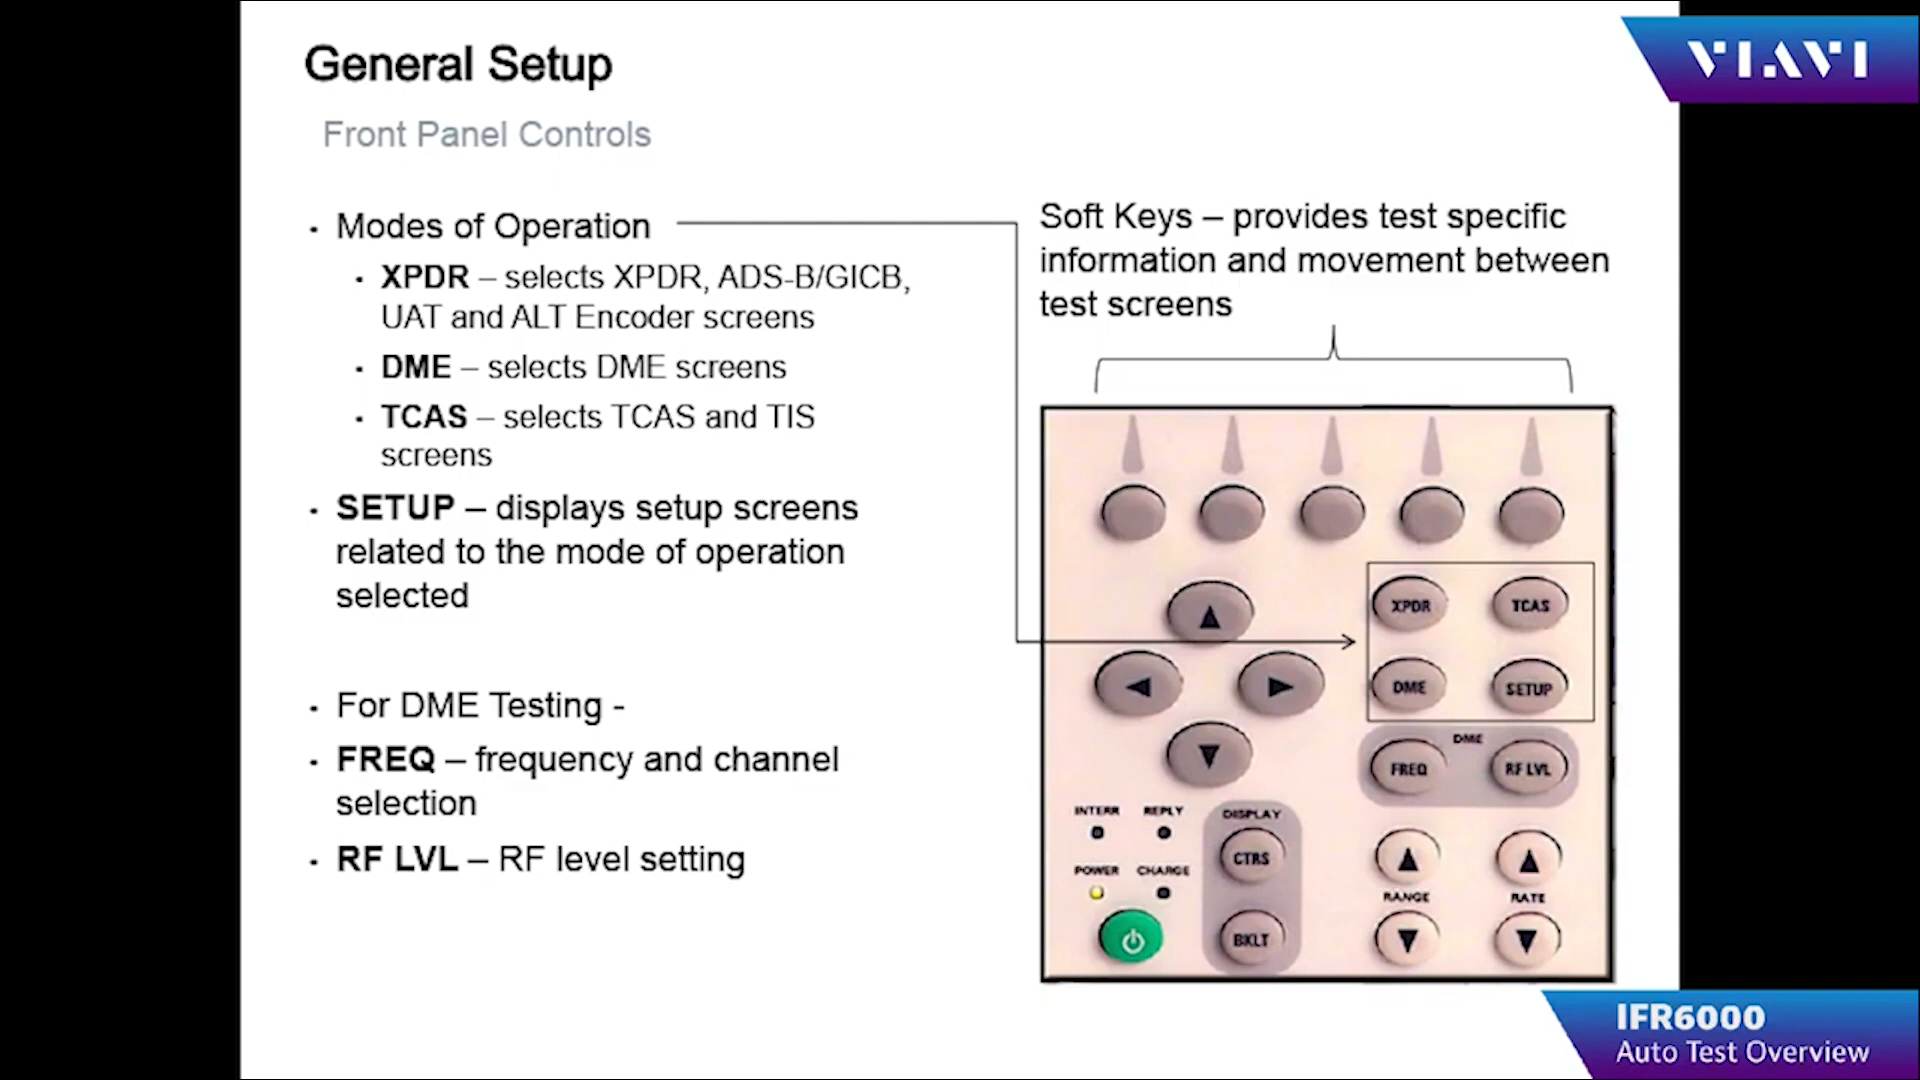 General Setup
VIAVI
Front Panel Controls
· Modes of Operation
· XPDR – selects XPDR, ADS-B/GICB,
UAT and ALT Encoder screens
· DME – selects DME screens
· TCAS – selects TCAS and TIS
screens
· SETUP – displays setup screens
related to the mode of operation
selected
· For DME Testing -
· FREQ – frequency and channel
selection
· RF LVL – RF level setting
Soft Keys – provides test specific
information and movement between
test screens
XPDR TCAS
DME SETUP
DME
FREQ RF LVL
INTERR REPLY DISPLAY
CTRS
POWER CHARGE
RANGE RATE
BKLT
IFR6000
Auto Test Overview